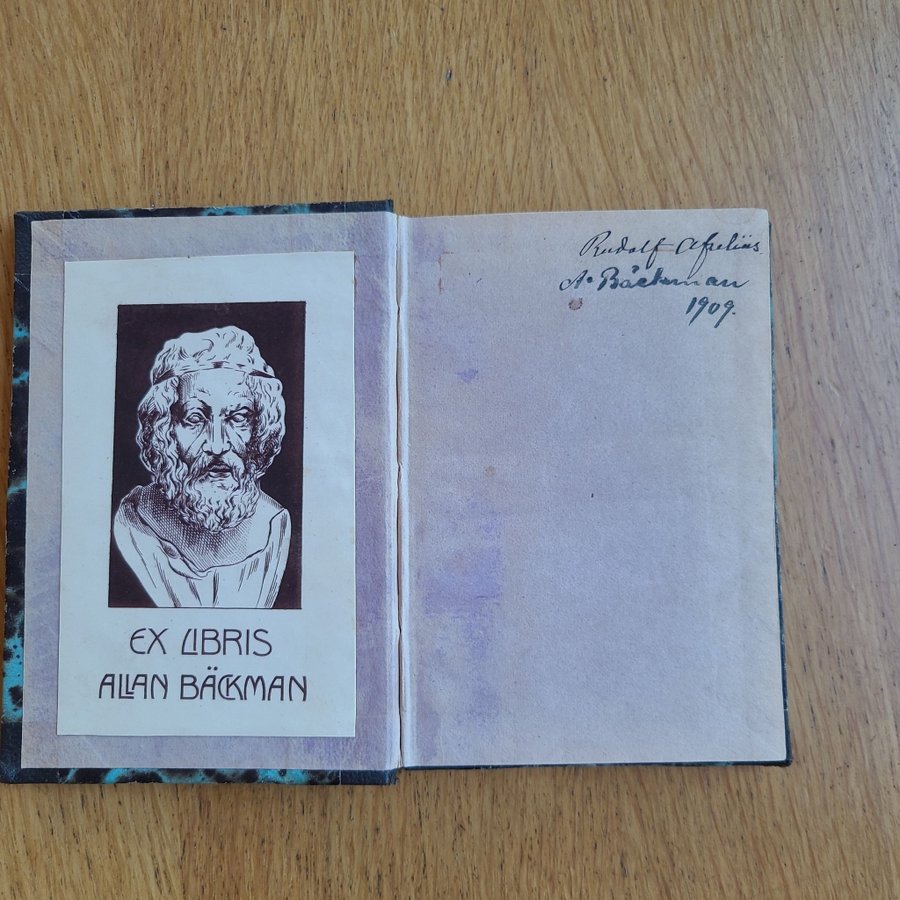 EX LIBRIS
ALLAN BÄCKMAN
Rudolf Afzelius
A. Bäckman
1909.